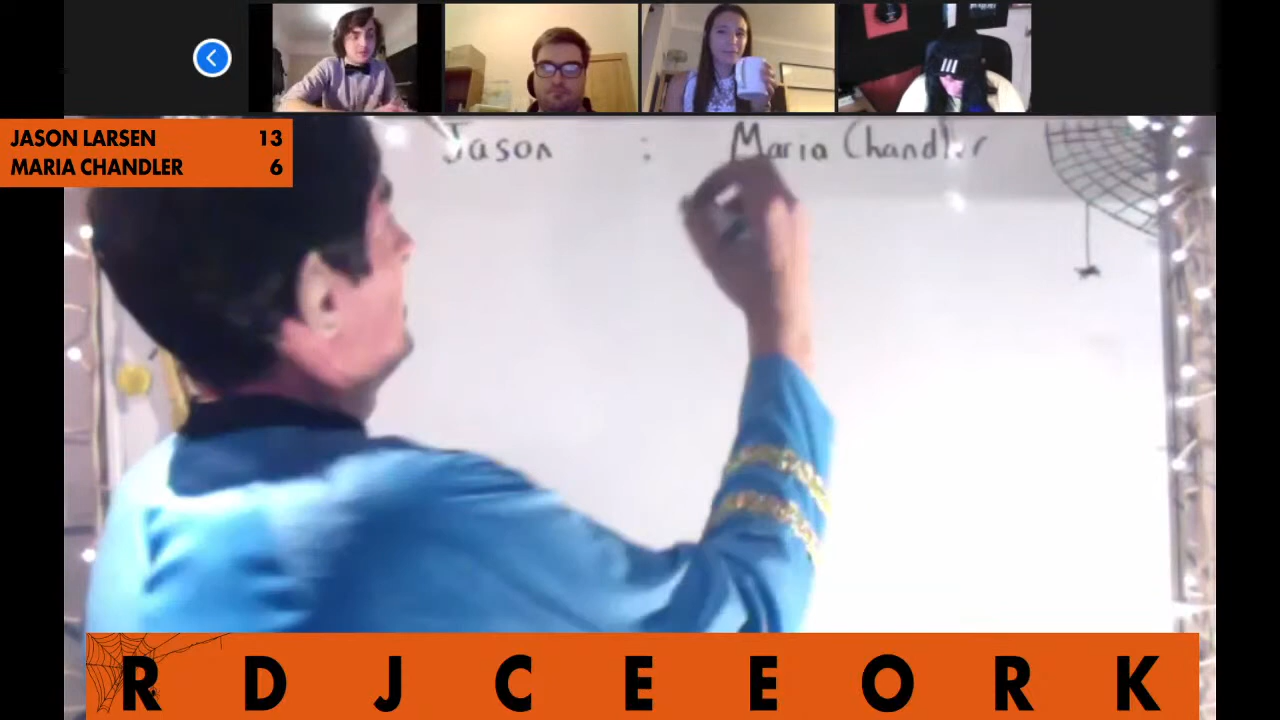 JASON LARSEN 13
MARIA CHANDLER 6
Jason : Maria Chandler
R D J C E E O R K